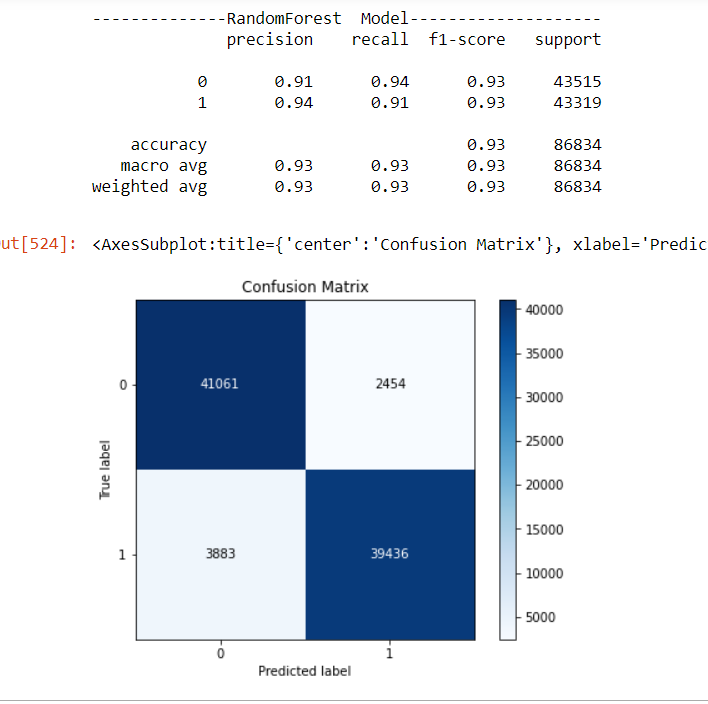 --------------RandomForest  Model--------------------
precision    recall  f1-score   support
0       0.91      0.94      0.93     43515
1       0.94      0.91      0.93     43319
accuracy                           0.93     86834
macro avg       0.93      0.93      0.93     86834
weighted avg       0.93      0.93      0.93     86834
ut[524]: <AxesSubplot:title={'center':'Confusion Matrix'}, xlabel='Predic
Confusion Matrix
40000
35000
30000
25000
20000
15000
10000
5000
True label
0
41061 2454
1
3883 39436
0 1
Predicted label